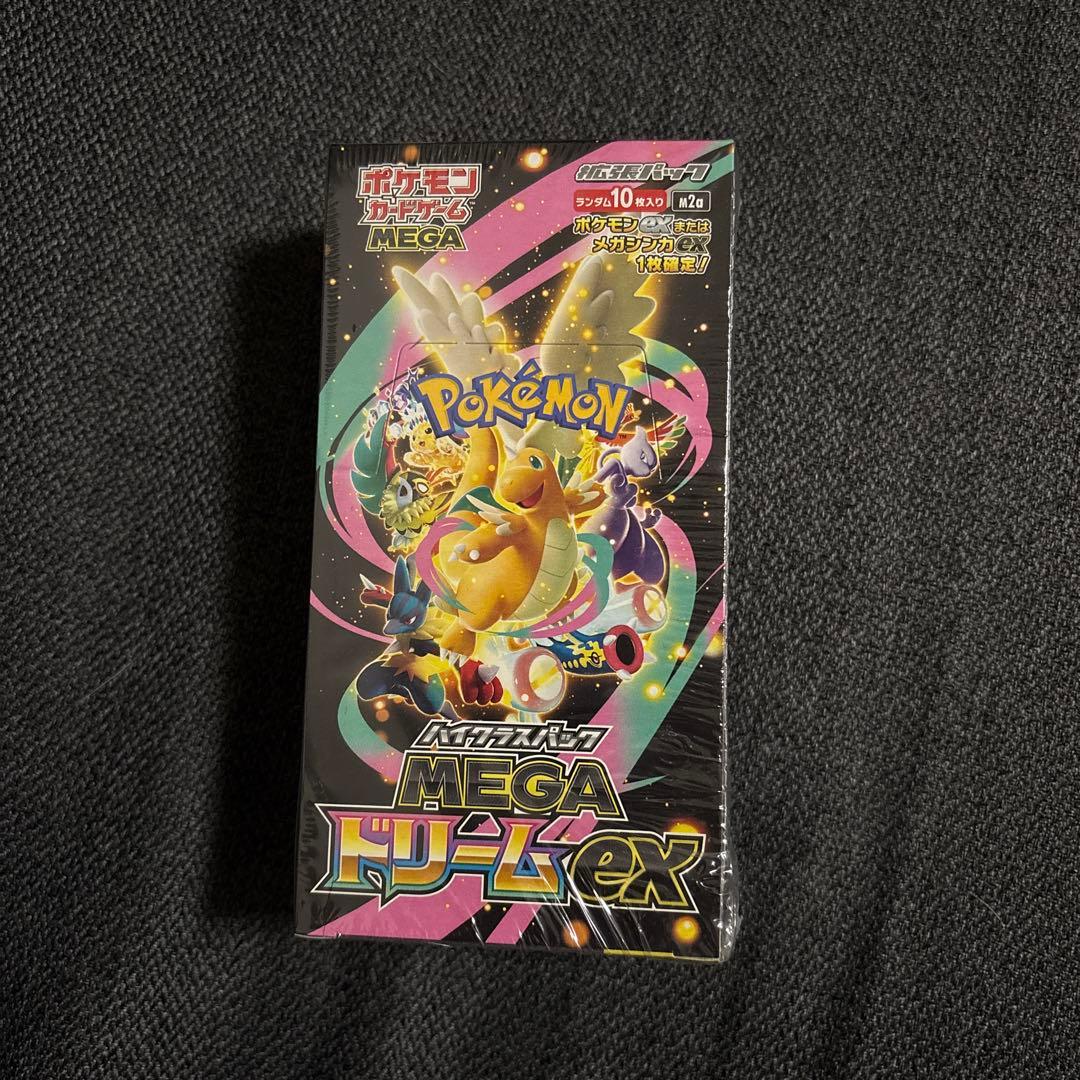 ポケモン
カードゲーム
MEGA
拡張パック
ランダム10枚入り M2a
ポケモンexまたは
メガシンカex
1枚確定!
POKéMON
TM
ハイクラスパック
MEGA
ドリームex